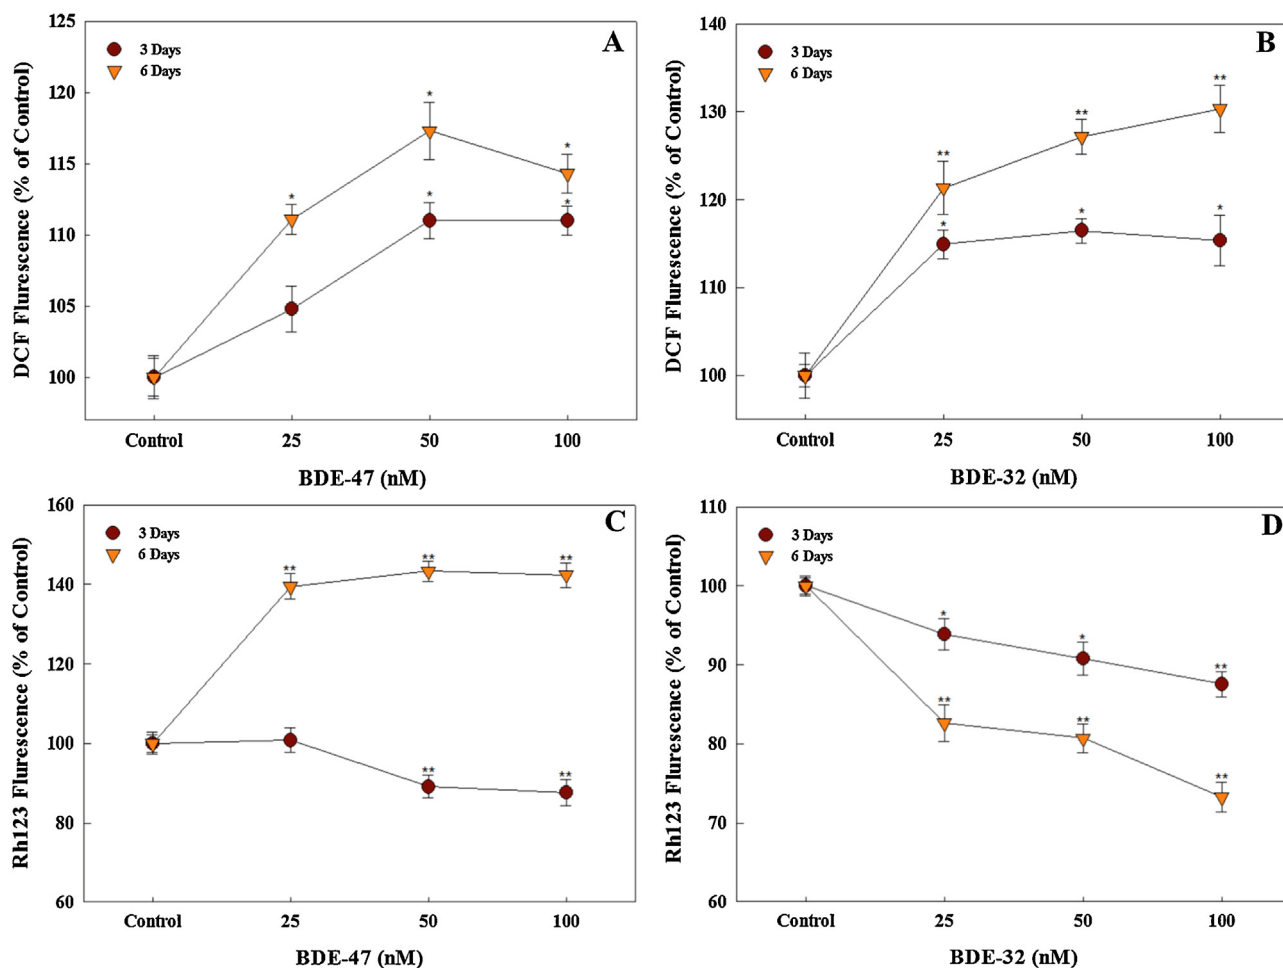 A
3 Days
6 Days
125
120
115
110
105
100
DCF Flurescence (% of Control)
* * *
* *
Control 25 50 100
BDE-47 (nM)
B
3 Days
6 Days
140
130
120
110
100
DCF Flurescence (% of Control)
** ** **
* * *
Control 25 50 100
BDE-32 (nM)
C
3 Days
6 Days
160
140
120
100
80
60
Rh123 Flurescence (% of Control)
** ** **
** **
Control 25 50 100
BDE-47 (nM)
D
3 Days
6 Days
110
100
90
80
70
60
Rh123 Flurescence (% of Control)
* * **
** ** **
Control 25 50 100
BDE-32 (nM)